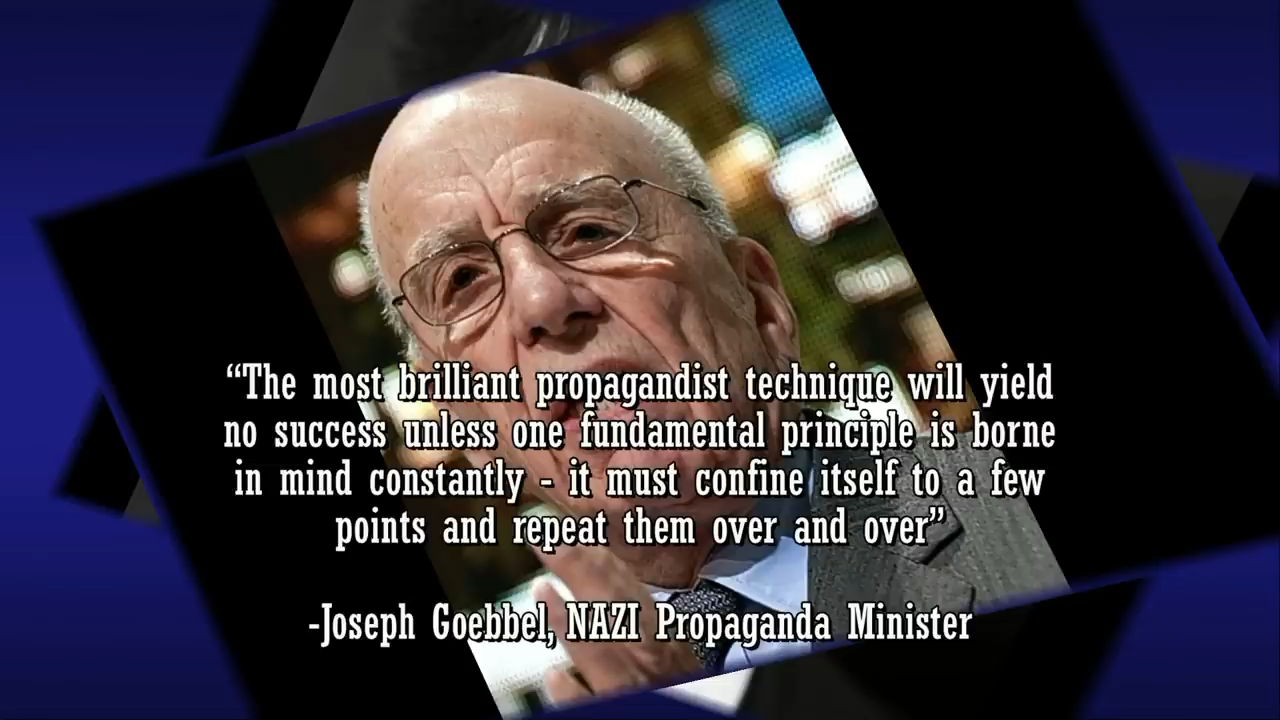 “The most brilliant propagandist technique will yield
no success unless one fundamental principle is borne
in mind constantly - it must confine itself to a few
points and repeat them over and over”
-Joseph Goebbel, NAZI Propaganda Minister